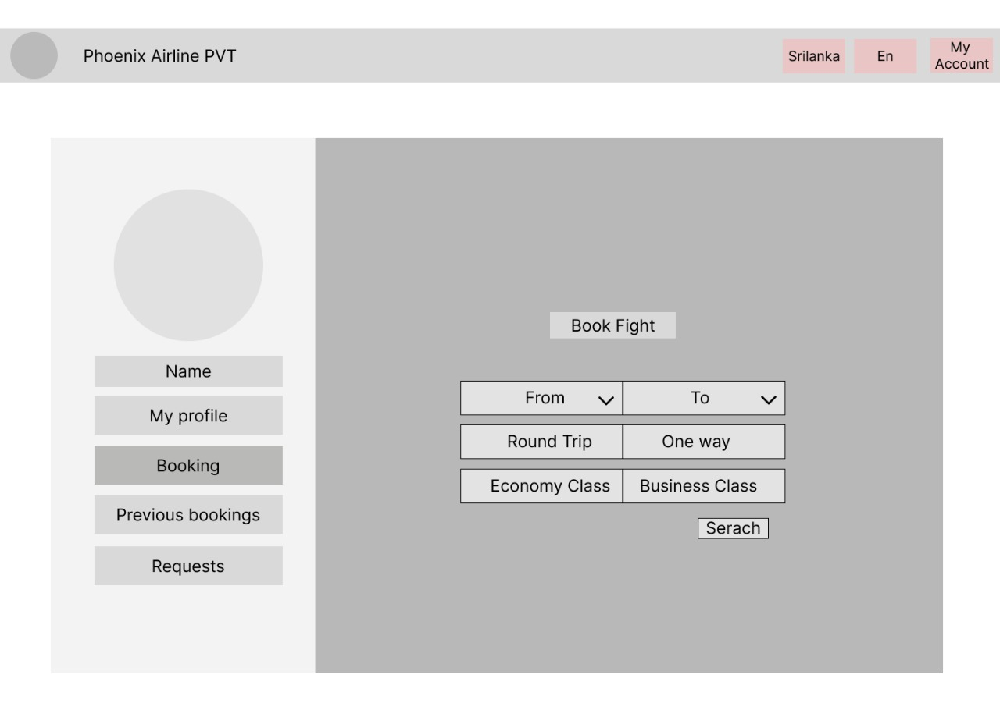 Phoenix Airline PVT
Srilanka
En
My
Account
Name
My profile
Booking
Previous bookings
Requests
Book Fight
From
To
Round Trip
One way
Economy Class
Business Class
Serach